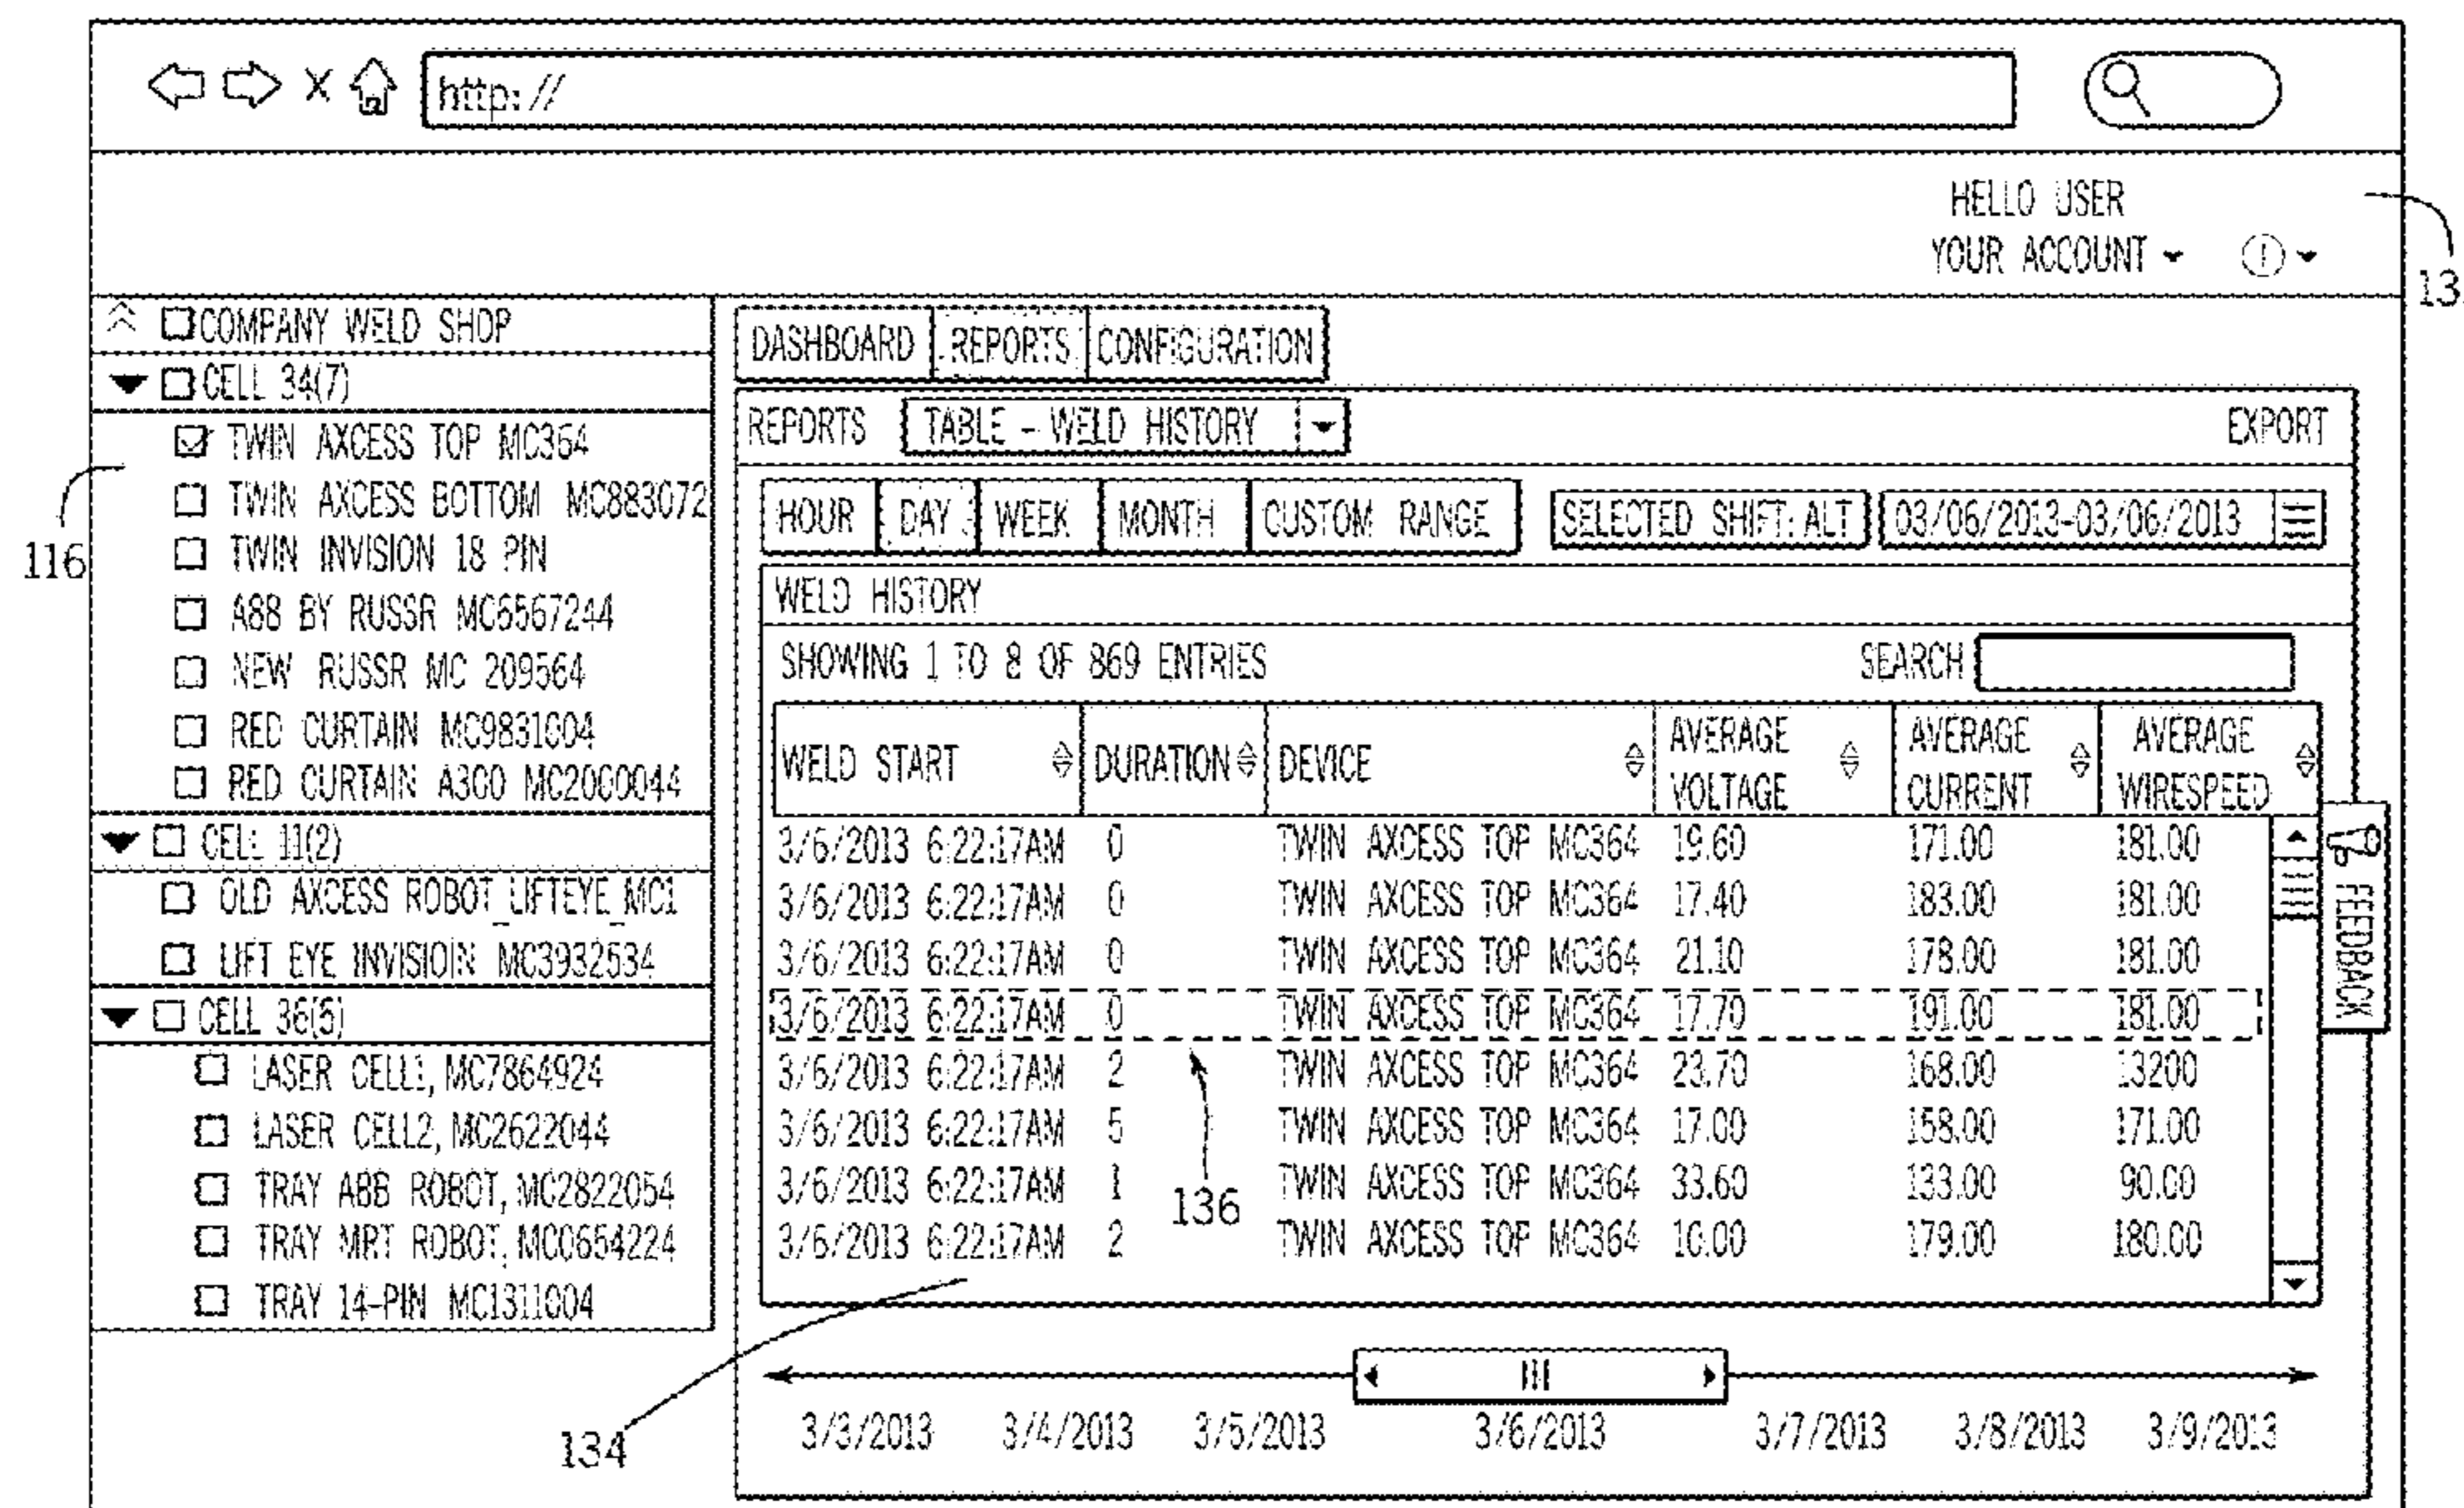 http://
HELLO USER
YOUR ACCOUNT
13
COMPANY WELD SHOP
CELL 34(7)
TWIN AXCESS TOP MC364
TWIN AXCESS BOTTOM MC883072
TWIN INVISION 18 PIN
ABB BY RUSSR MC6567244
NEW RUSSR MC 209564
RED CURTAIN MC9831004
RED CURTAIN A300 MC2000044
CELL 11(2)
OLD AXCESS ROBOT_LIFTEYE_MC1
LIFT EYE INVISIOIN MC3932534
CELL 36(5)
LASER CELL1, MC7864924
LASER CELL2, MC2622044
TRAY ABB ROBOT, MC2822054
TRAY MRT ROBOT, MC0654224
TRAY 14-PIN MC1311004
116
DASHBOARD REPORTS CONFIGURATION
REPORTS TABLE – WELD HISTORY EXPORT
HOUR DAY WEEK MONTH CUSTOM RANGE SELECTED SHIFT: ALT 03/06/2013-03/06/2013
WELD HISTORY
SHOWING 1 TO 8 OF 869 ENTRIES SEARCH
WELD START DURATION DEVICE AVERAGE VOLTAGE AVERAGE CURRENT AVERAGE WIRESPEED
3/6/2013 6:22:17AM 0 TWIN AXCESS TOP MC364 19.60 171.00 181.00
3/6/2013 6:22:17AM 0 TWIN AXCESS TOP MC364 17.40 183.00 181.00
3/6/2013 6:22:17AM 0 TWIN AXCESS TOP MC364 21.10 178.00 181.00
3/6/2013 6:22:17AM 0 TWIN AXCESS TOP MC364 17.70 191.00 181.00
3/6/2013 6:22:17AM 2 TWIN AXCESS TOP MC364 23.70 168.00 13200
3/6/2013 6:22:17AM 5 TWIN AXCESS TOP MC364 17.00 158.00 171.00
3/6/2013 6:22:17AM 1 TWIN AXCESS TOP MC364 33.60 133.00 90.00
3/6/2013 6:22:17AM 2 TWIN AXCESS TOP MC364 10.00 179.00 180.00
136
FEEDBACK
3/3/2013 3/4/2013 3/5/2013 3/6/2013 3/7/2013 3/8/2013 3/9/2013
134